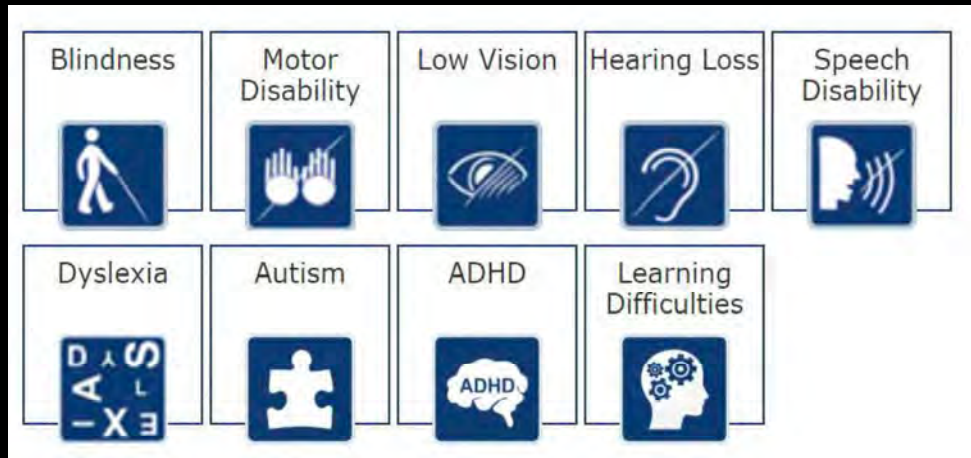 Blindness
Motor
Disability
Low Vision
Hearing Loss
Speech
Disability
Dyslexia
D Y S
A L
I X E
Autism
ADHD
ADHD
Learning
Difficulties